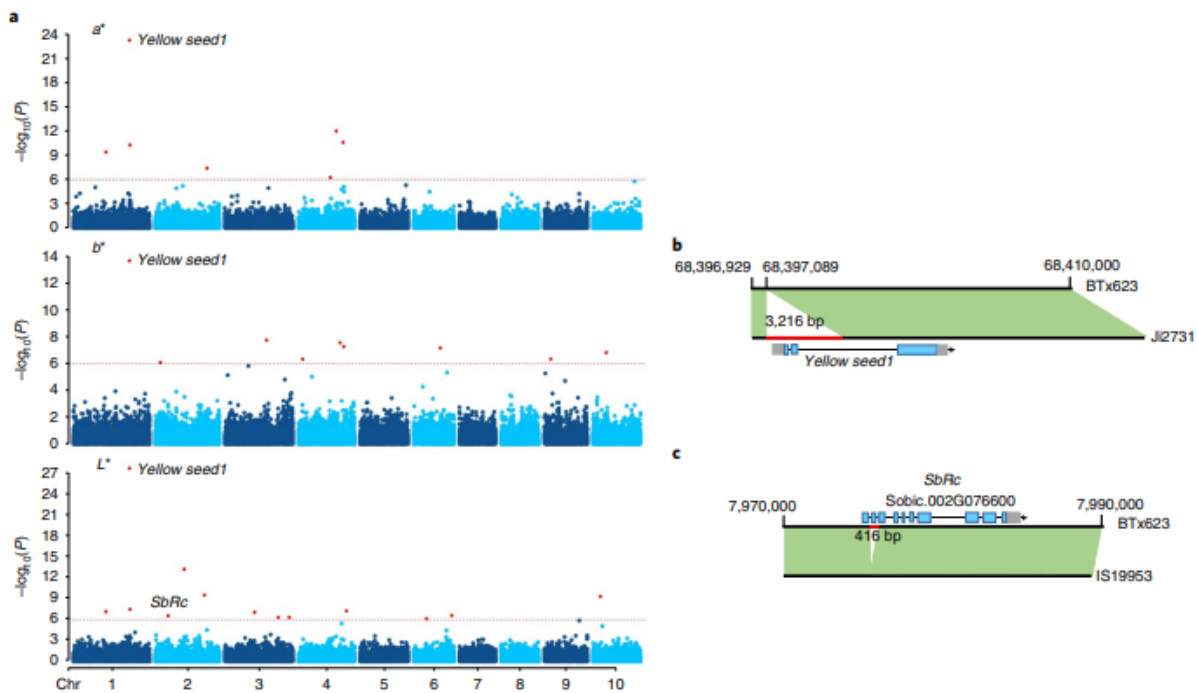 a
a*
Yellow seed1
24
21
18
15
12
9
6
3
0
–log10(P)
b*
Yellow seed1
14
12
10
8
6
4
2
0
–log10(P)
L*
Yellow seed1
SbRc
27
24
21
18
15
12
9
6
3
0
–log10(P)
Chr 1 2 3 4 5 6 7 8 9 10
b
68,396,929 68,397,089 68,410,000
BTx623
3,216 bp
Ji2731
Yellow seed1
c
SbRc
Sobic.002G076600
7,970,000 7,990,000
BTx623
416 bp
IS19953